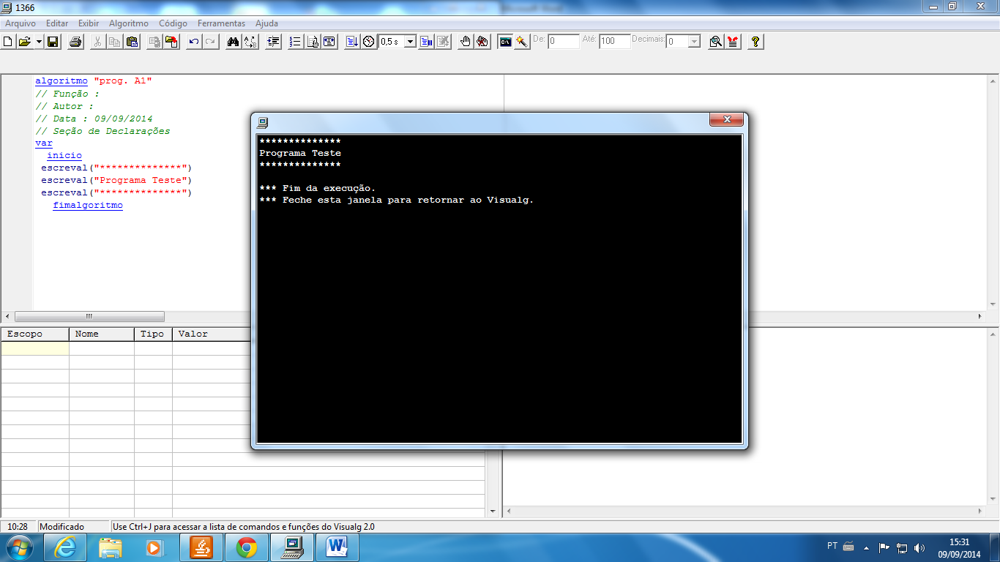 1366
Arquivo Editar Exibir Algoritmo Código Ferramentas Ajuda
0,5 s De: 0 Até: 100 Decimais: 0
algoritmo "prog. A1"
// Função :
// Autor :
// Data : 09/09/2014
// Seção de Declarações
var
inicio
escreval("**************")
escreval("Programa Teste")
escreval("**************")
fimalgoritmo
**************
Programa Teste
**************
*** Fim da execução.
*** Feche esta janela para retornar ao Visualg.
Escopo Nome Tipo Valor
10:28 Modificado Use Ctrl+J para acessar a lista de comandos e funções do Visualg 2.0
PT 15:31
09/09/2014